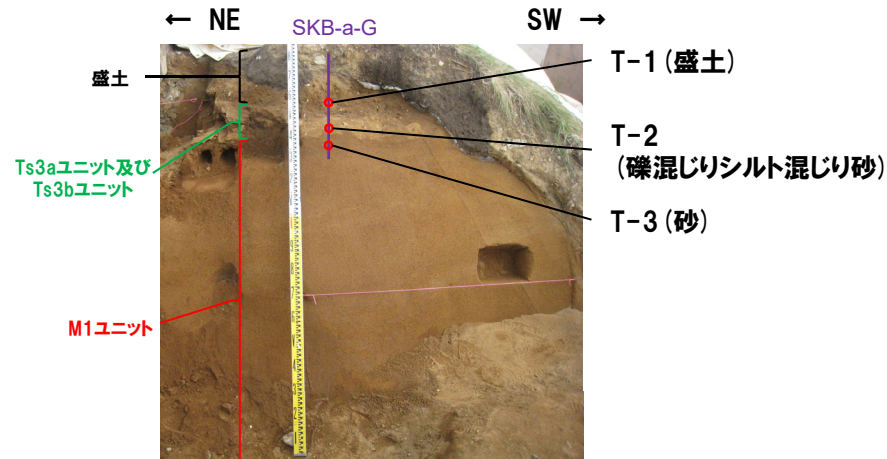 ← NE
SKB-a-G
SW →
盛土
T-1(盛土)
T-2
(礫混じりシルト混じり砂)
Ts3aユニット及び
Ts3bユニット
T-3(砂)
M1ユニット